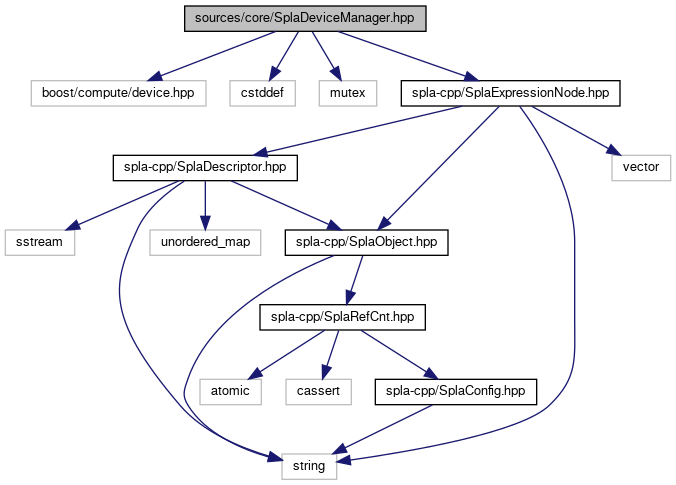 sources/core/SplaDeviceManager.hpp
boost/compute/device.hpp
cstddef
mutex
spla-cpp/SplaExpressionNode.hpp
spla-cpp/SplaDescriptor.hpp
vector
sstream
unordered_map
spla-cpp/SplaObject.hpp
spla-cpp/SplaRefCnt.hpp
atomic
cassert
spla-cpp/SplaConfig.hpp
string